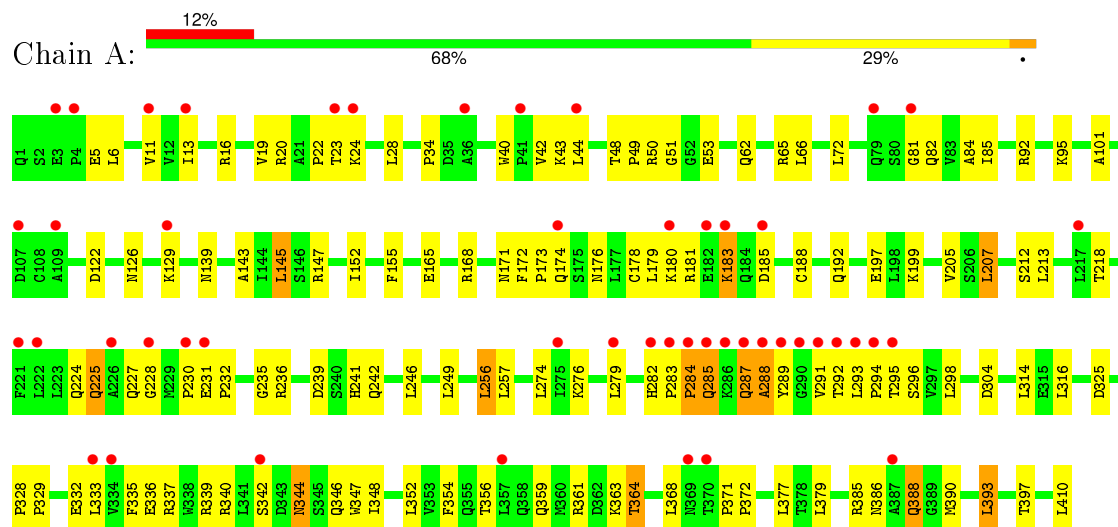 12%
Chain A:
68% 29% •
Q1 S2 E3 P4 E5 L6 V11 V12 I13 R16 V19 R20 A21 P22 T23 K24 L28 P34 D35 A36 W40 P41 V42 K43 L44 T48 P49 R50 G51 G52 E53 Q62 R65 L66 L72 Q79 S80 G81 Q82 V83 A84 I85 R92 K95 A101
D107 C108 A109 D122 N126 K129 N139 A143 I144 L145 S146 R147 I152 F155 E165 R168 N171 F172 P173 Q174 S175 N176 L177 C178 L179 K180 R181 E182 K183 Q184 D185 C188 Q192 E197 L198 K199 V205 S206 L207 S212 L213 L217 T218
F221 L222 L223 Q224 Q225 A226 Q227 G228 M229 P230 E231 P232 G235 R236 D239 S240 H241 Q242 L246 L249 L256 L257 L274 I275 K276 L279 H282 P283 P284 Q285 K286 Q287 A288 Y289 G290 V291 T292 L293 P294 T295 S296 V297 L298 D304 L314 E315 L316 D325
P328 P329 E332 L333 V334 F335 E336 R337 W338 R339 R340 L341 S342 D343 N344 S345 Q346 W347 I348 L352 V353 F354 Q355 T356 L357 Q358 Q359 M360 R361 D362 K363 T364 L368 N369 T370 P371 P372 L377 T378 L379 R385 N386 A387 Q388 G389 M390 L393 T397 L410